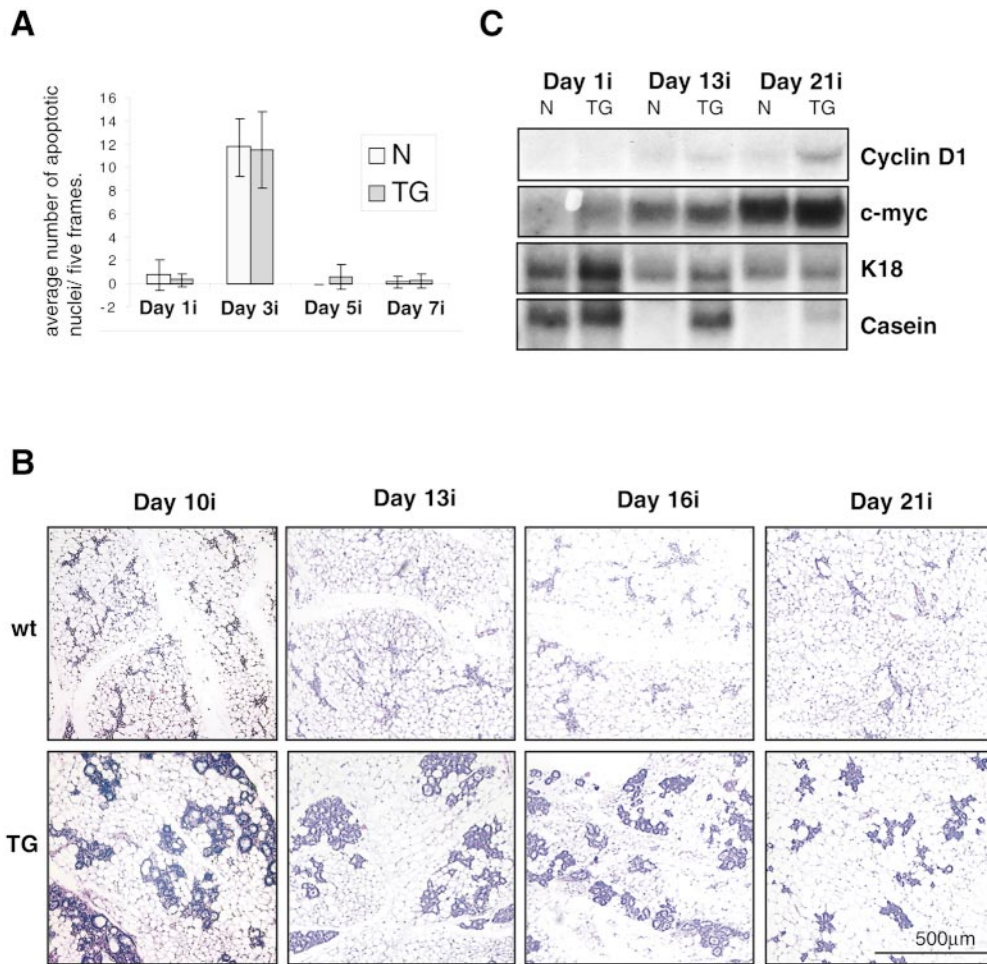 A
average number of apoptotic
nuclei/ five frames.
16
14
12
10
8
6
4
2
0
-2
Day 1i Day 3i Day 5i Day 7i
N
TG
C
Day 1i Day 13i Day 21i
N TG N TG N TG
Cyclin D1
c-myc
K18
Casein
B
Day 10i Day 13i Day 16i Day 21i
wt
TG
500µm